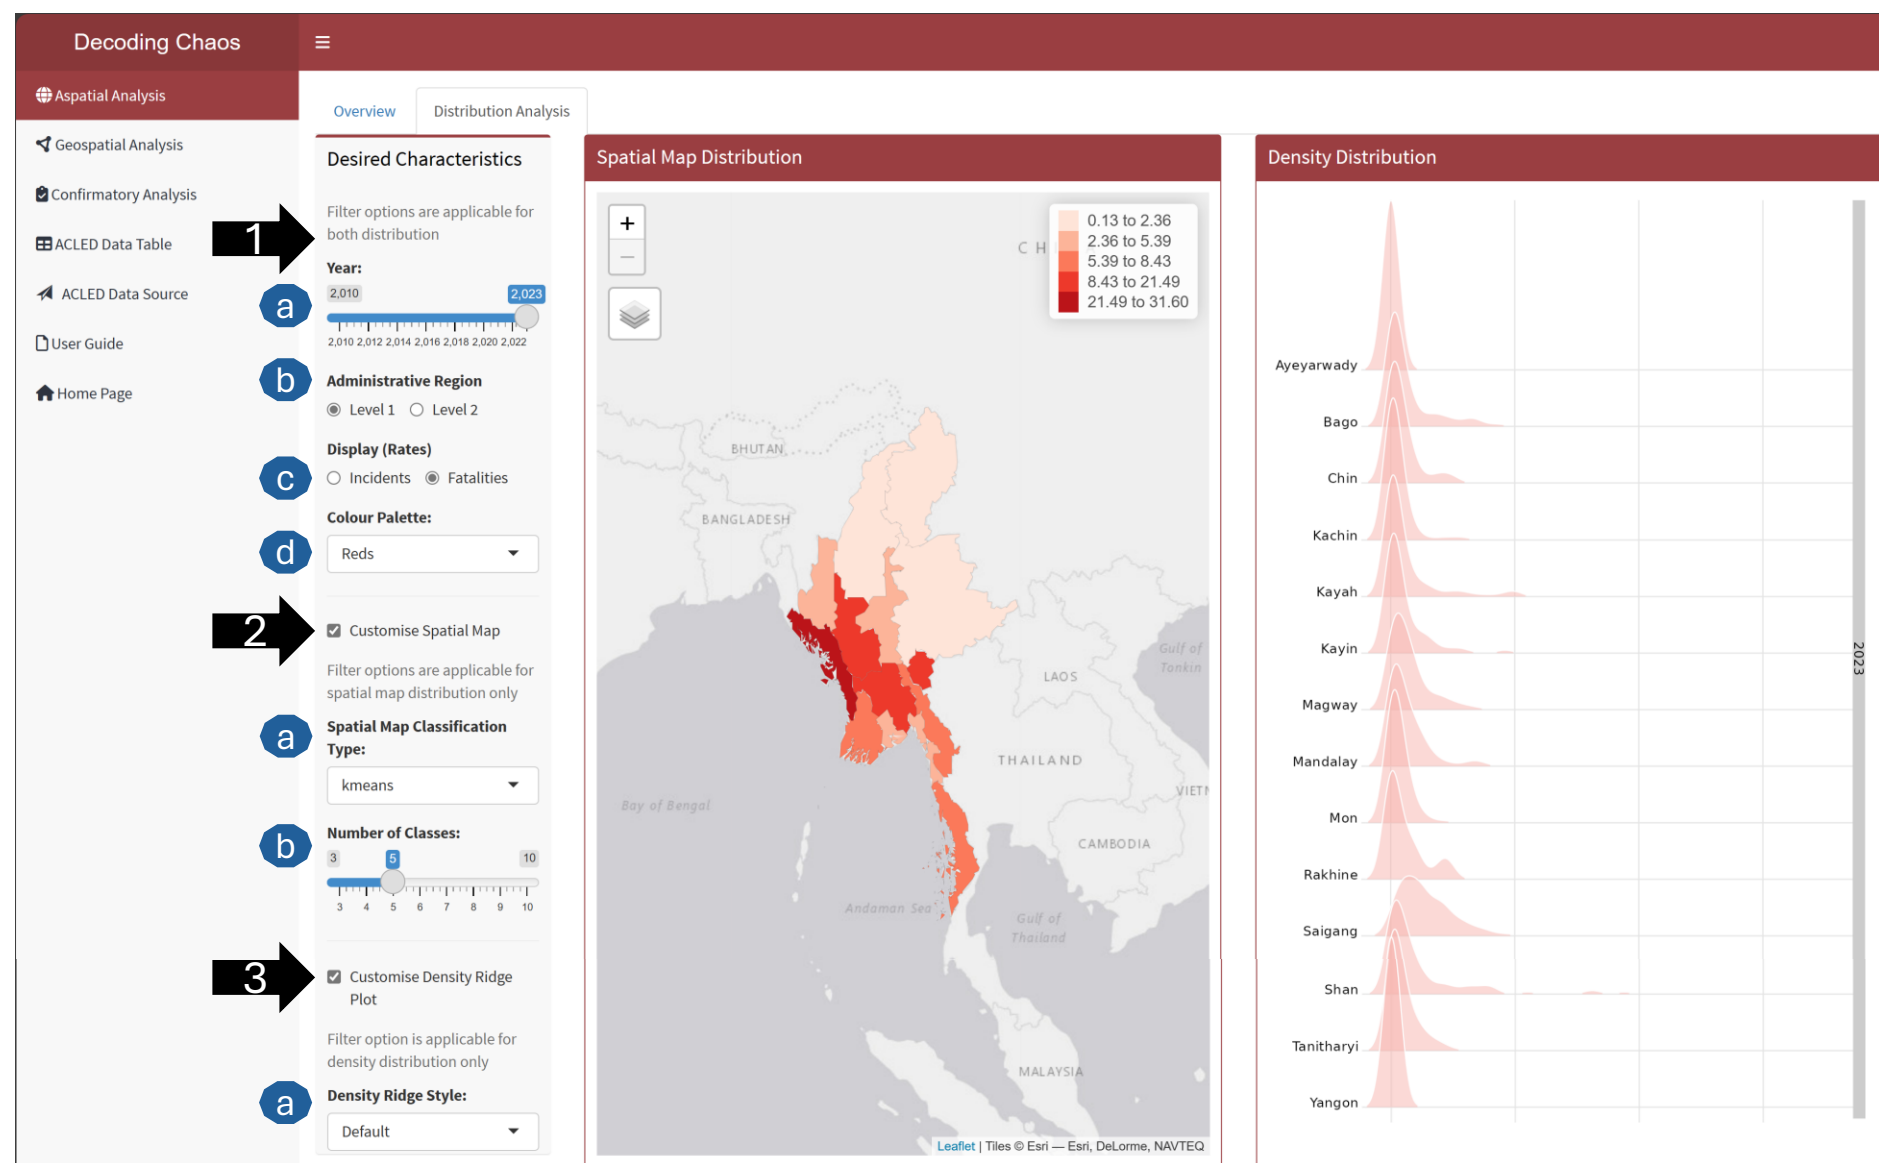 Decoding Chaos
Aspatial Analysis
Geospatial Analysis
Confirmatory Analysis
ACLED Data Table
ACLED Data Source
User Guide
Home Page
Overview
Distribution Analysis
Desired Characteristics
Filter options are applicable for
both distribution
1
Year:
a
2,010
2,023
2,010 2,012 2,014 2,016 2,018 2,020 2,022
b
Administrative Region
Level 1
Level 2
Display (Rates)
c
Incidents
Fatalities
Colour Palette:
d
Reds
2
Customise Spatial Map
Filter options are applicable for
spatial map distribution only
a
Spatial Map Classification
Type:
kmeans
b
Number of Classes:
3
5
10
3 4 5 6 7 8 9 10
3
Customise Density Ridge
Plot
Filter option is applicable for
density distribution only
a
Density Ridge Style:
Default
Spatial Map Distribution
+
−
0.13 to 2.36
2.36 to 5.39
5.39 to 8.43
8.43 to 21.49
21.49 to 31.60
C H
BHUTAN
BANGLADESH
Gulf of
Tonkin
LAOS
THAILAND
VIET
Bay of Bengal
CAMBODIA
Andaman Sea
Gulf of
Thailand
MALAYSIA
Leaflet | Tiles © Esri — Esri, DeLorme, NAVTEQ
Density Distribution
Ayeyarwady
Bago
Chin
Kachin
Kayah
Kayin
Magway
Mandalay
Mon
Rakhine
Saigang
Shan
Tanitharyi
Yangon
2023